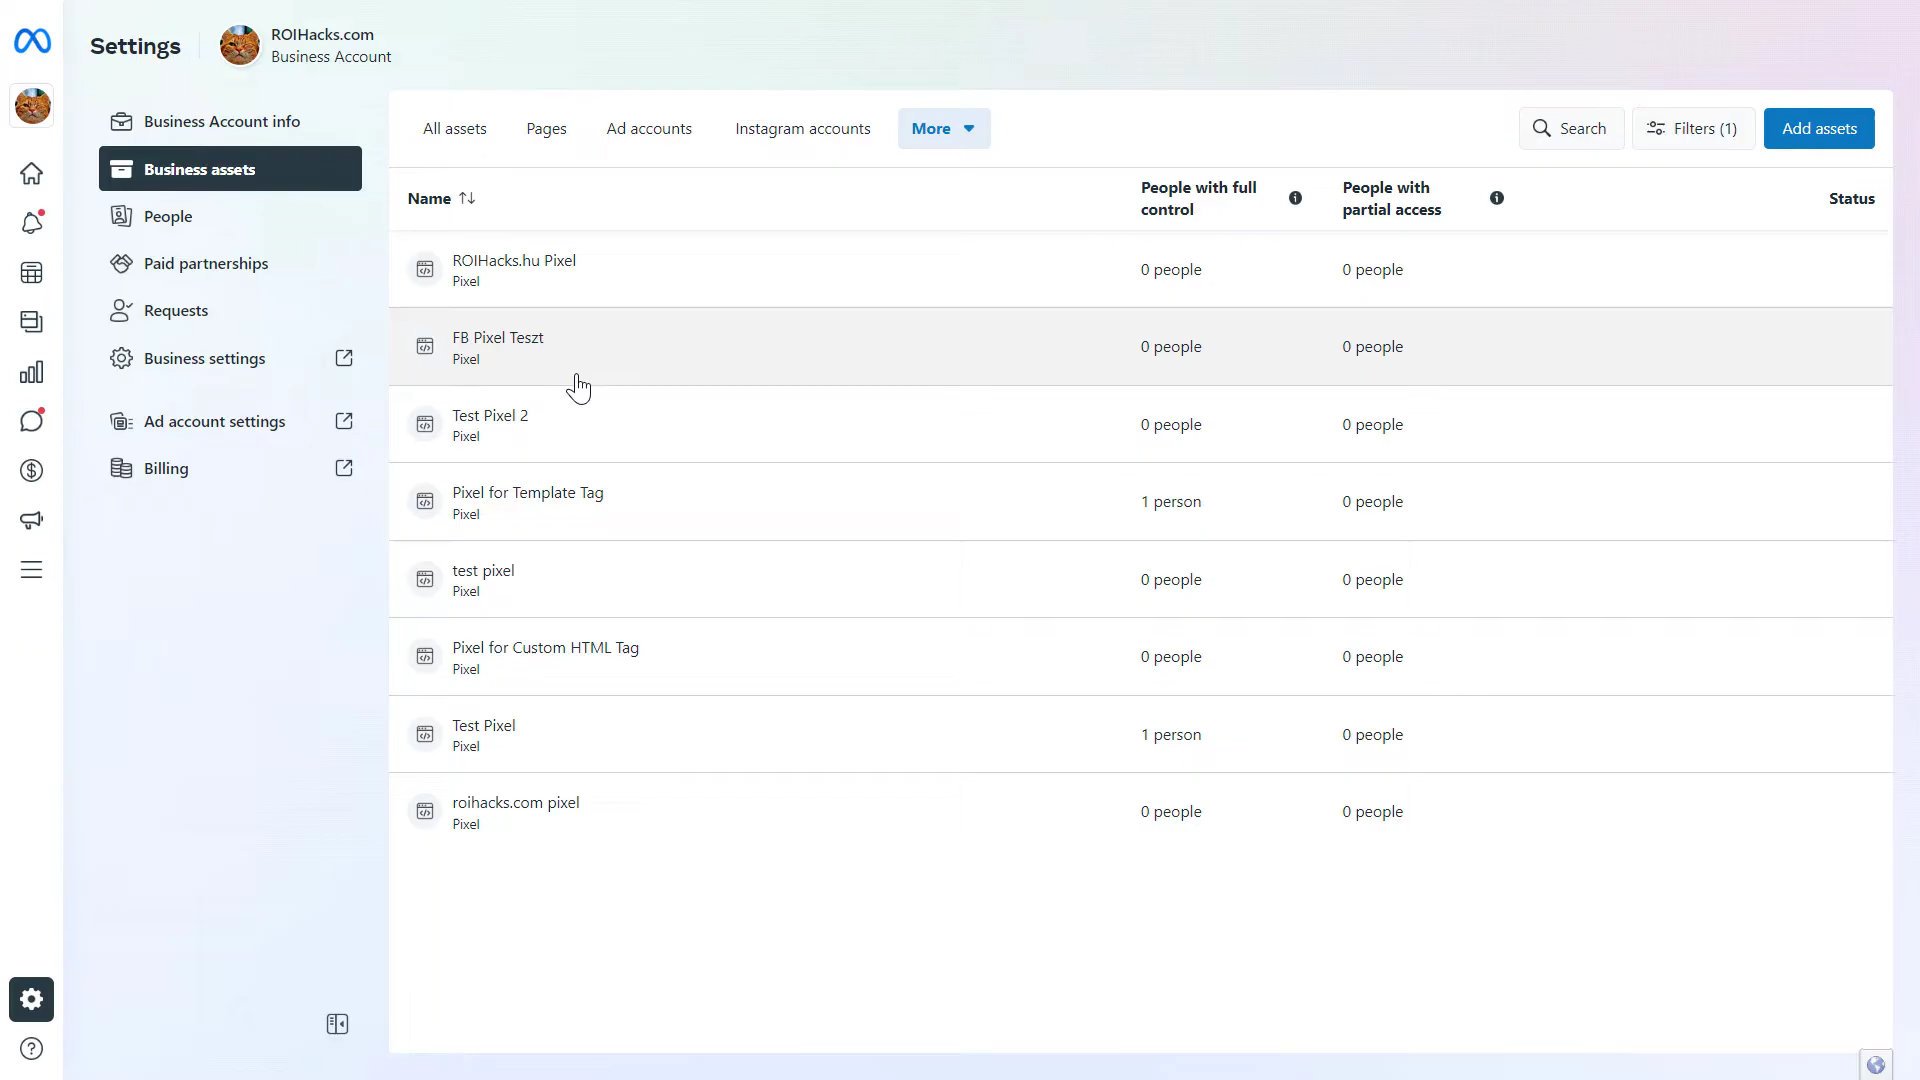 Settings
ROIHacks.com
Business Account
Business Account info
Business assets
People
Paid partnerships
Requests
Business settings
Ad account settings
Billing
All assets
Pages
Ad accounts
Instagram accounts
More
Search
Filters (1)
Add assets
Name
People with full
control
People with
partial access
Status
ROIHacks.hu Pixel
Pixel
0 people
0 people
FB Pixel Teszt
Pixel
0 people
0 people
Test Pixel 2
Pixel
0 people
0 people
Pixel for Template Tag
Pixel
1 person
0 people
test pixel
Pixel
0 people
0 people
Pixel for Custom HTML Tag
Pixel
0 people
0 people
Test Pixel
Pixel
1 person
0 people
roihacks.com pixel
Pixel
0 people
0 people